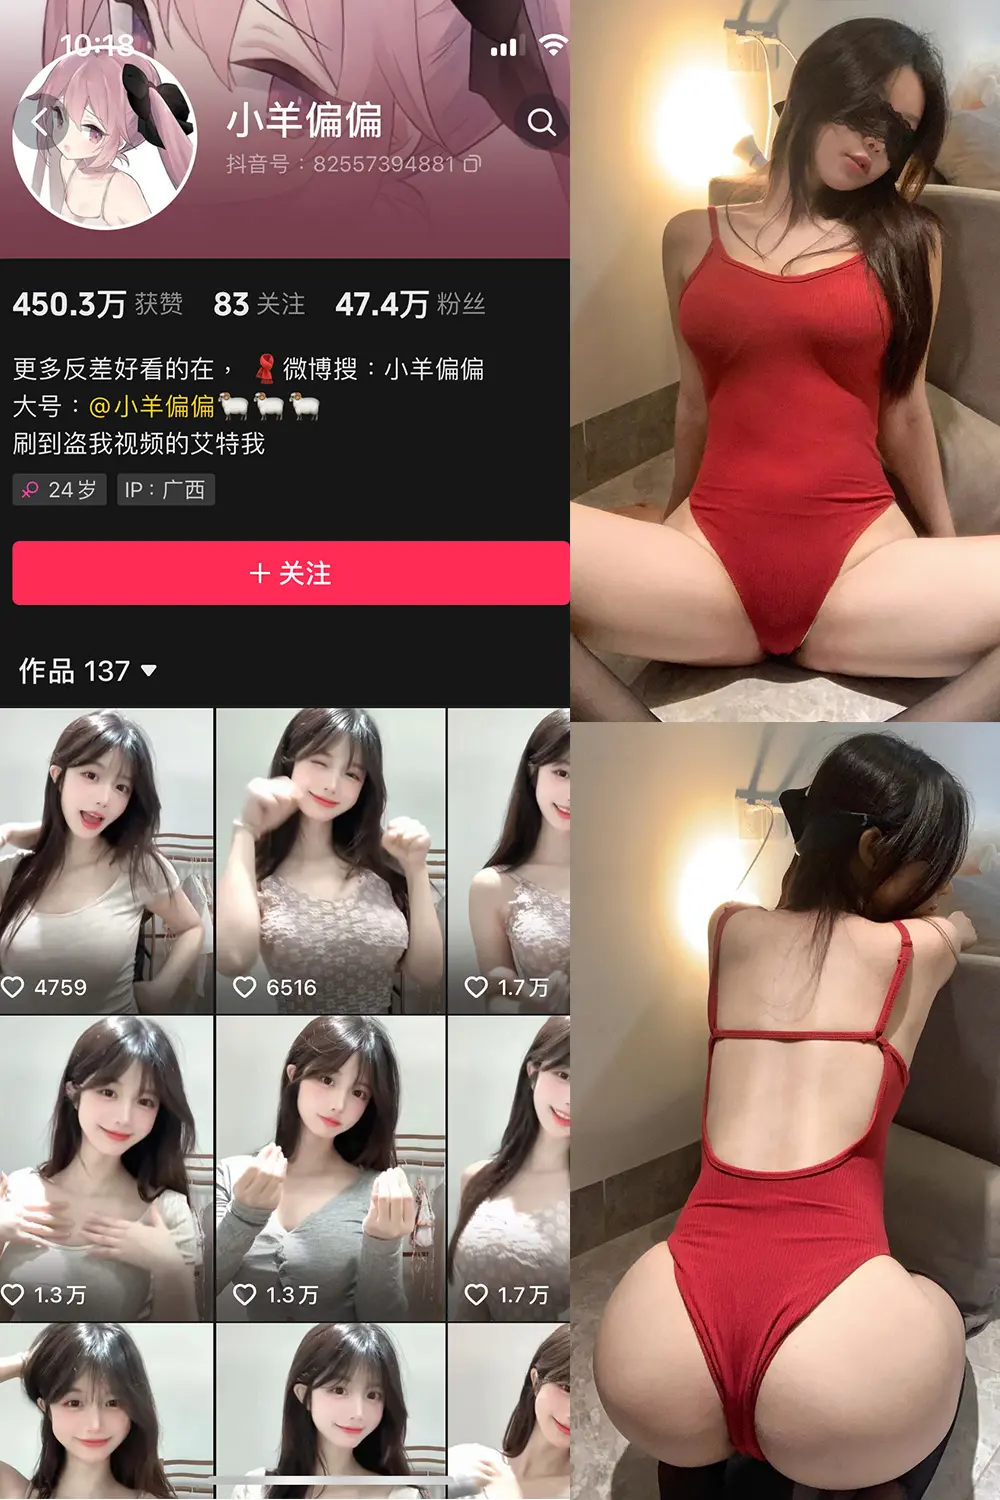 10:18
小羊偏偏
抖音号：82557394881
450.3万 获赞 83 关注 47.4万 粉丝
更多反差好看的在，🧣微博搜：小羊偏偏
大号：@小羊偏偏🐏🐏🐏
刷到盗我视频的艾特我
24岁 IP：广西
+ 关注
作品 137
4759 6516 1.7万
1.3万 1.3万 1.7万